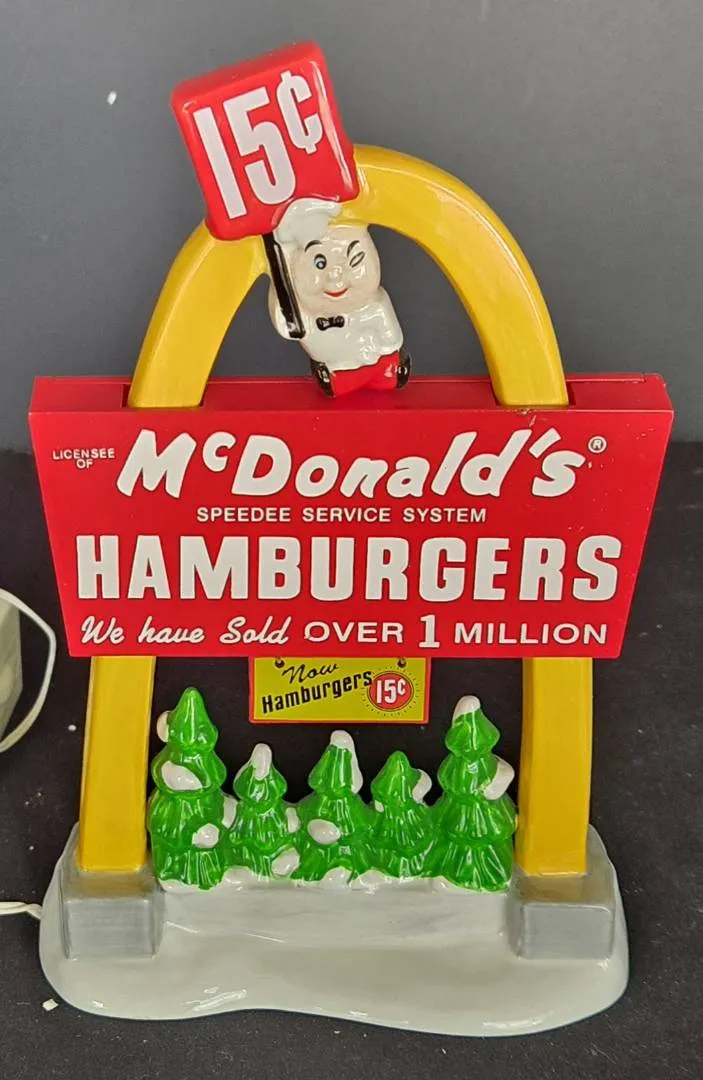 15¢
LICENSEE
OF
McDonald's®
SPEEDEE SERVICE SYSTEM
HAMBURGERS
We have Sold OVER 1 MILLION
Now
Hamburgers 15¢